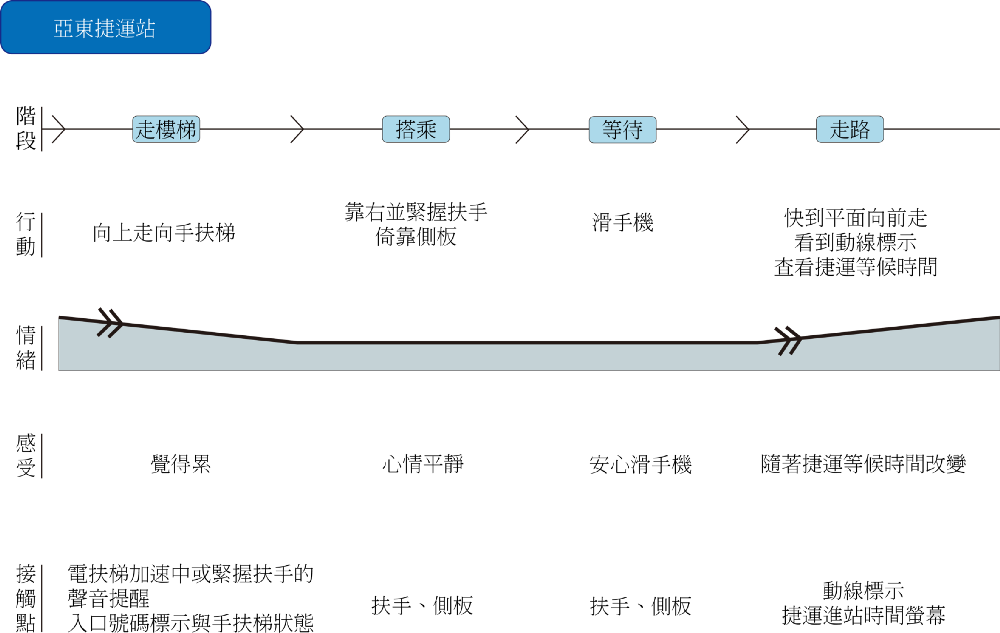 亞東捷運站
階段
走樓梯
搭乘
等待
走路
行動
向上走向手扶梯
靠右並緊握扶手
倚靠側板
滑手機
快到平面向前走
看到動線標示
查看捷運等候時間
情緒
感受
覺得累
心情平靜
安心滑手機
隨著捷運等候時間改變
接觸點
電扶梯加速中或緊握扶手的
聲音提醒
入口號碼標示與手扶梯狀態
扶手、側板
扶手、側板
動線標示
捷運進站時間螢幕